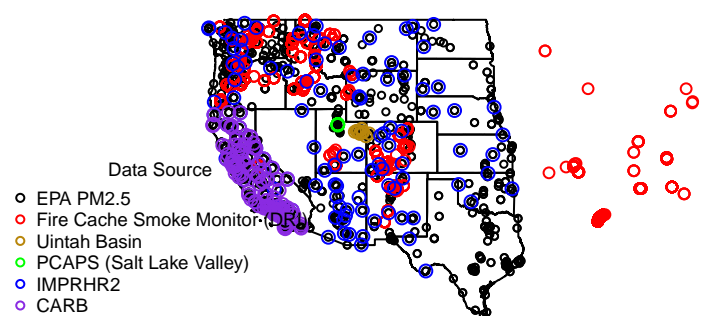 Data Source
EPA PM2.5
Fire Cache Smoke Monitor (DRI)
Uintah Basin
PCAPS (Salt Lake Valley)
IMPRHR2
CARB